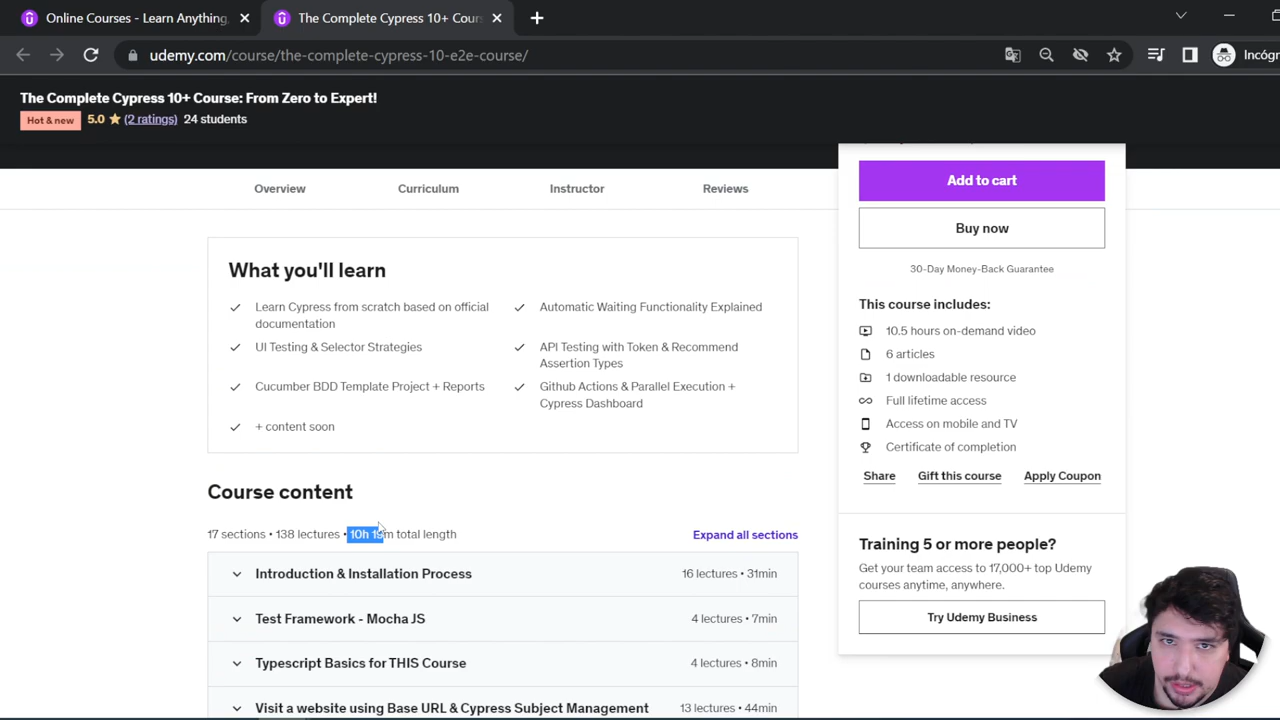 Online Courses - Learn Anything,
The Complete Cypress 10+ Cour
udemy.com/course/the-complete-cypress-10-e2e-course/
Incógn
The Complete Cypress 10+ Course: From Zero to Expert!
Hot & new
5.0 ★ (2 ratings) 24 students
Overview
Curriculum
Instructor
Reviews
Add to cart
Buy now
30-Day Money-Back Guarantee
This course includes:
10.5 hours on-demand video
6 articles
1 downloadable resource
Full lifetime access
Access on mobile and TV
Certificate of completion
Share
Gift this course
Apply Coupon
Training 5 or more people?
Get your team access to 17,000+ top Udemy
courses anytime, anywhere.
Try Udemy Business
What you'll learn
Learn Cypress from scratch based on official
documentation
UI Testing & Selector Strategies
Cucumber BDD Template Project + Reports
+ content soon
Automatic Waiting Functionality Explained
API Testing with Token & Recommend
Assertion Types
Github Actions & Parallel Execution +
Cypress Dashboard
Course content
17 sections • 138 lectures • 10h total length
Expand all sections
Introduction & Installation Process
16 lectures • 31min
Test Framework - Mocha JS
4 lectures • 7min
Typescript Basics for THIS Course
4 lectures • 8min
Visit a website using Base URL & Cypress Subject Management
13 lectures • 44min